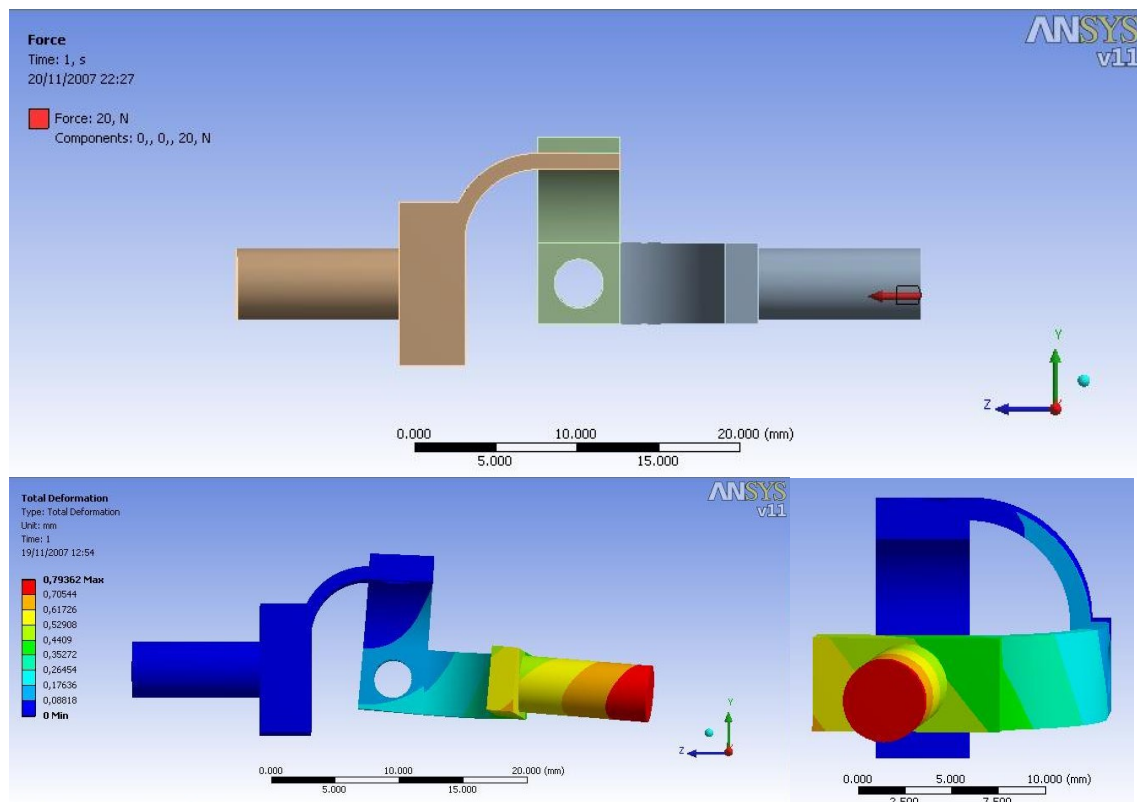 Force
Time: 1, s
20/11/2007 22:27
Force: 20, N
Components: 0,, 0,, 20, N
ANSYS
v11
Y
Z
0.000 10.000 20.000 (mm)
5.000 15.000
Total Deformation
Type: Total Deformation
Unit: mm
Time: 1
19/11/2007 12:54
0,79362 Max
0,70544
0,61726
0,52908
0,4409
0,35272
0,26454
0,17636
0,08818
0 Min
ANSYS
v11
Y
Z
0.000 10.000 20.000 (mm)
5.000 15.000
0.000 5.000 10.000 (mm)
2.500 7.500